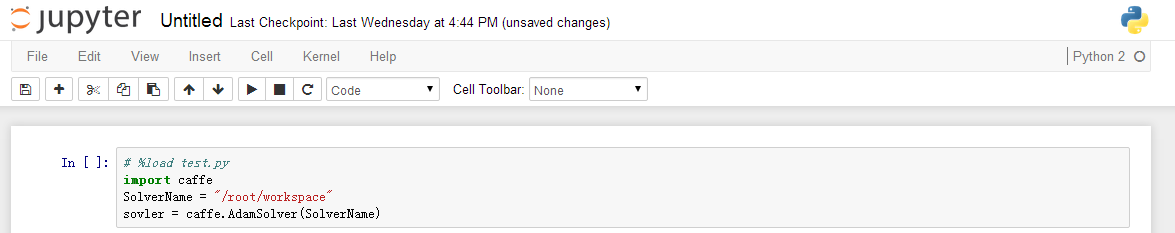 jupyter Untitled Last Checkpoint: Last Wednesday at 4:44 PM (unsaved changes)
File Edit View Insert Cell Kernel Help Python 2
Code Cell Toolbar: None
In [ ]: # %load test.py
import caffe
SolverName = "/root/workspace"
sovler = caffe.AdamSolver(SolverName)